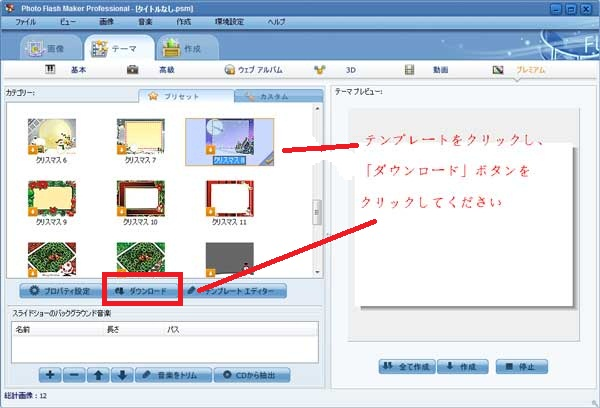 Photo Flash Maker Professional - [タイトルなし.psm]
ファイル ビュー 画像 音楽 作成 環境設定 ヘルプ
画像 テーマ 作成
基本 高級 ウェブ アルバム 3D 動画 プレミアム
カテゴリー:
プリセット カスタム
クリスマス 6 クリスマス 7 クリスマス 8
クリスマス 9 クリスマス 10 クリスマス 11
プロパティ設定 ダウンロード テンプレート エディター
スライドショーのバックグラウンド音楽
名前 長さ パス
音楽をトリム CDから抽出
総計画像 : 12
テーマプレビュー:
テンプレートをクリックし、
「ダウンロード」ボタンを
クリックしてください
全て作成 作成 停止